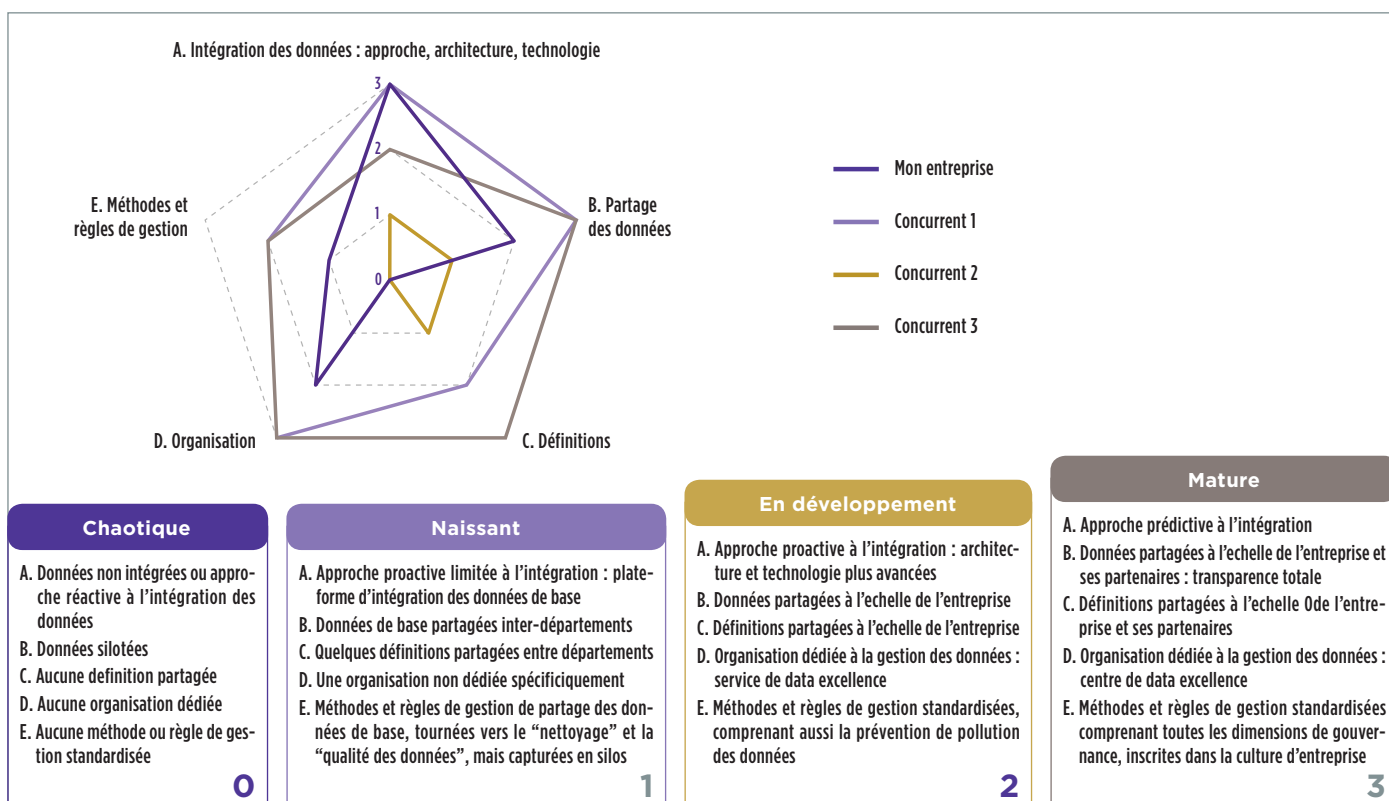 A. Intégration des données : approche, architecture, technologie
3
2
1
0
E. Méthodes et
règles de gestion
B. Partage
des données
D. Organisation
C. Définitions
Mon entreprise
Concurrent 1
Concurrent 2
Concurrent 3
Chaotique
A. Données non intégrées ou appro-
che réactive à l'intégration des
données
B. Données silotées
C. Aucune definition partagée
D. Aucune organisation dédiée
E. Aucune méthode ou règle de ges-
tion standardisée
0
Naissant
A. Approche proactive limitée à l'intégration : plate-
forme d'intégration des données de base
B. Données de base partagées inter-départements
C. Quelques définitions partagées entre départements
D. Une organisation non dédiée spécificiquement
E. Méthodes et règles de gestion de partage des don-
nées de base, tournées vers le "nettoyage" et la
"qualité des données", mais capturées en silos
1
En développement
A. Approche proactive à l'intégration : architec-
ture et technologie plus avancées
B. Données partagées à l'echelle de l'entreprise
C. Définitions partagées à l'echelle de l'entreprise
D. Organisation dédiée à la gestion des données :
service de data excellence
E. Méthodes et règles de gestion standardisées,
comprenant aussi la prévention de pollution
des données
2
Mature
A. Approche prédictive à l'intégration
B. Données partagées à l'echelle de l'entreprise et
ses partenaires : transparence totale
C. Définitions partagées à l'echelle 0de l'entre-
prise et ses partenaires
D. Organisation dédiée à la gestion des données :
centre de data excellence
E. Méthodes et règles de gestion standardisées
comprenant toutes les dimensions de gouver-
nance, inscrites dans la culture d'entreprise
3